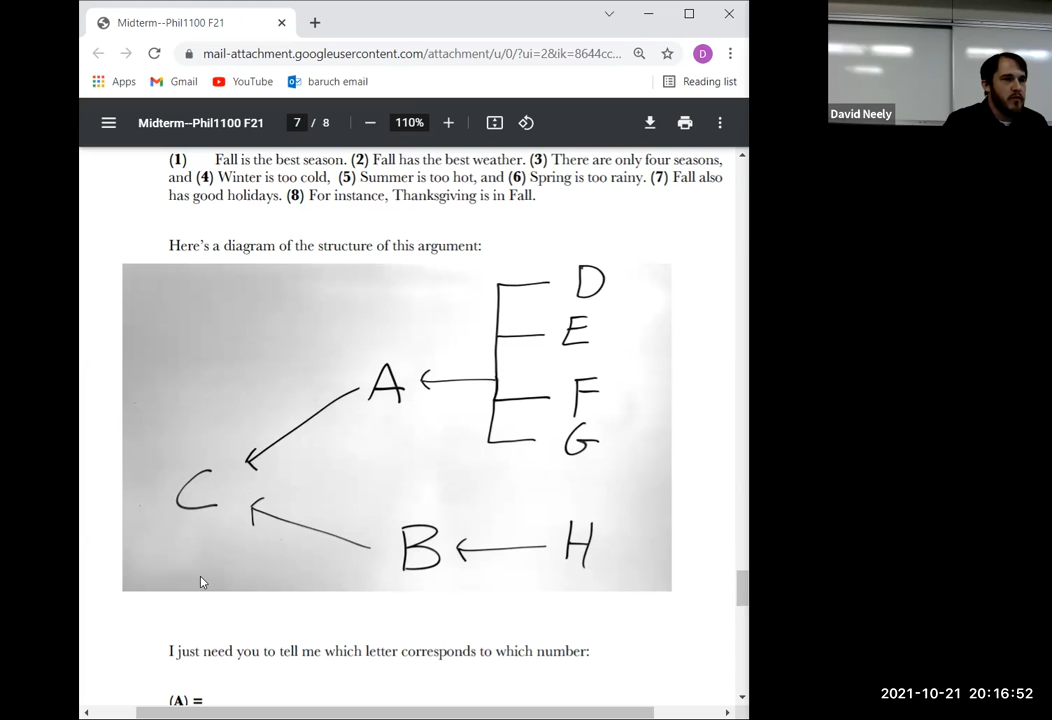 Midterm--Phil1100 F21
mail-attachment.googleusercontent.com/attachment/u/0/?ui=2&ik=8644cc...
D
Apps Gmail YouTube baruch email Reading list
Midterm--Phil1100 F21 7 / 8 110%
(1) Fall is the best season. (2) Fall has the best weather. (3) There are only four seasons,
and (4) Winter is too cold, (5) Summer is too hot, and (6) Spring is too rainy. (7) Fall also
has good holidays. (8) For instance, Thanksgiving is in Fall.
Here's a diagram of the structure of this argument:
D
E
A
F
G
C
B
H
I just need you to tell me which letter corresponds to which number:
(A) =
David Neely
2021-10-21 20:16:52